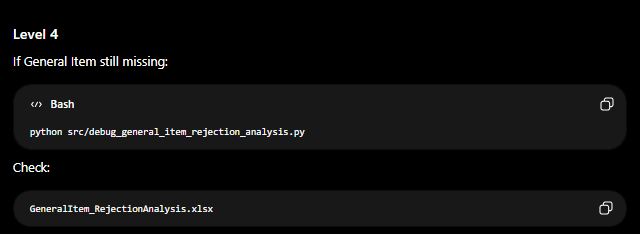 Level 4
If General Item still missing:
Bash
python src/debug_general_item_rejection_analysis.py
Check:
GeneralItem_RejectionAnalysis.xlsx